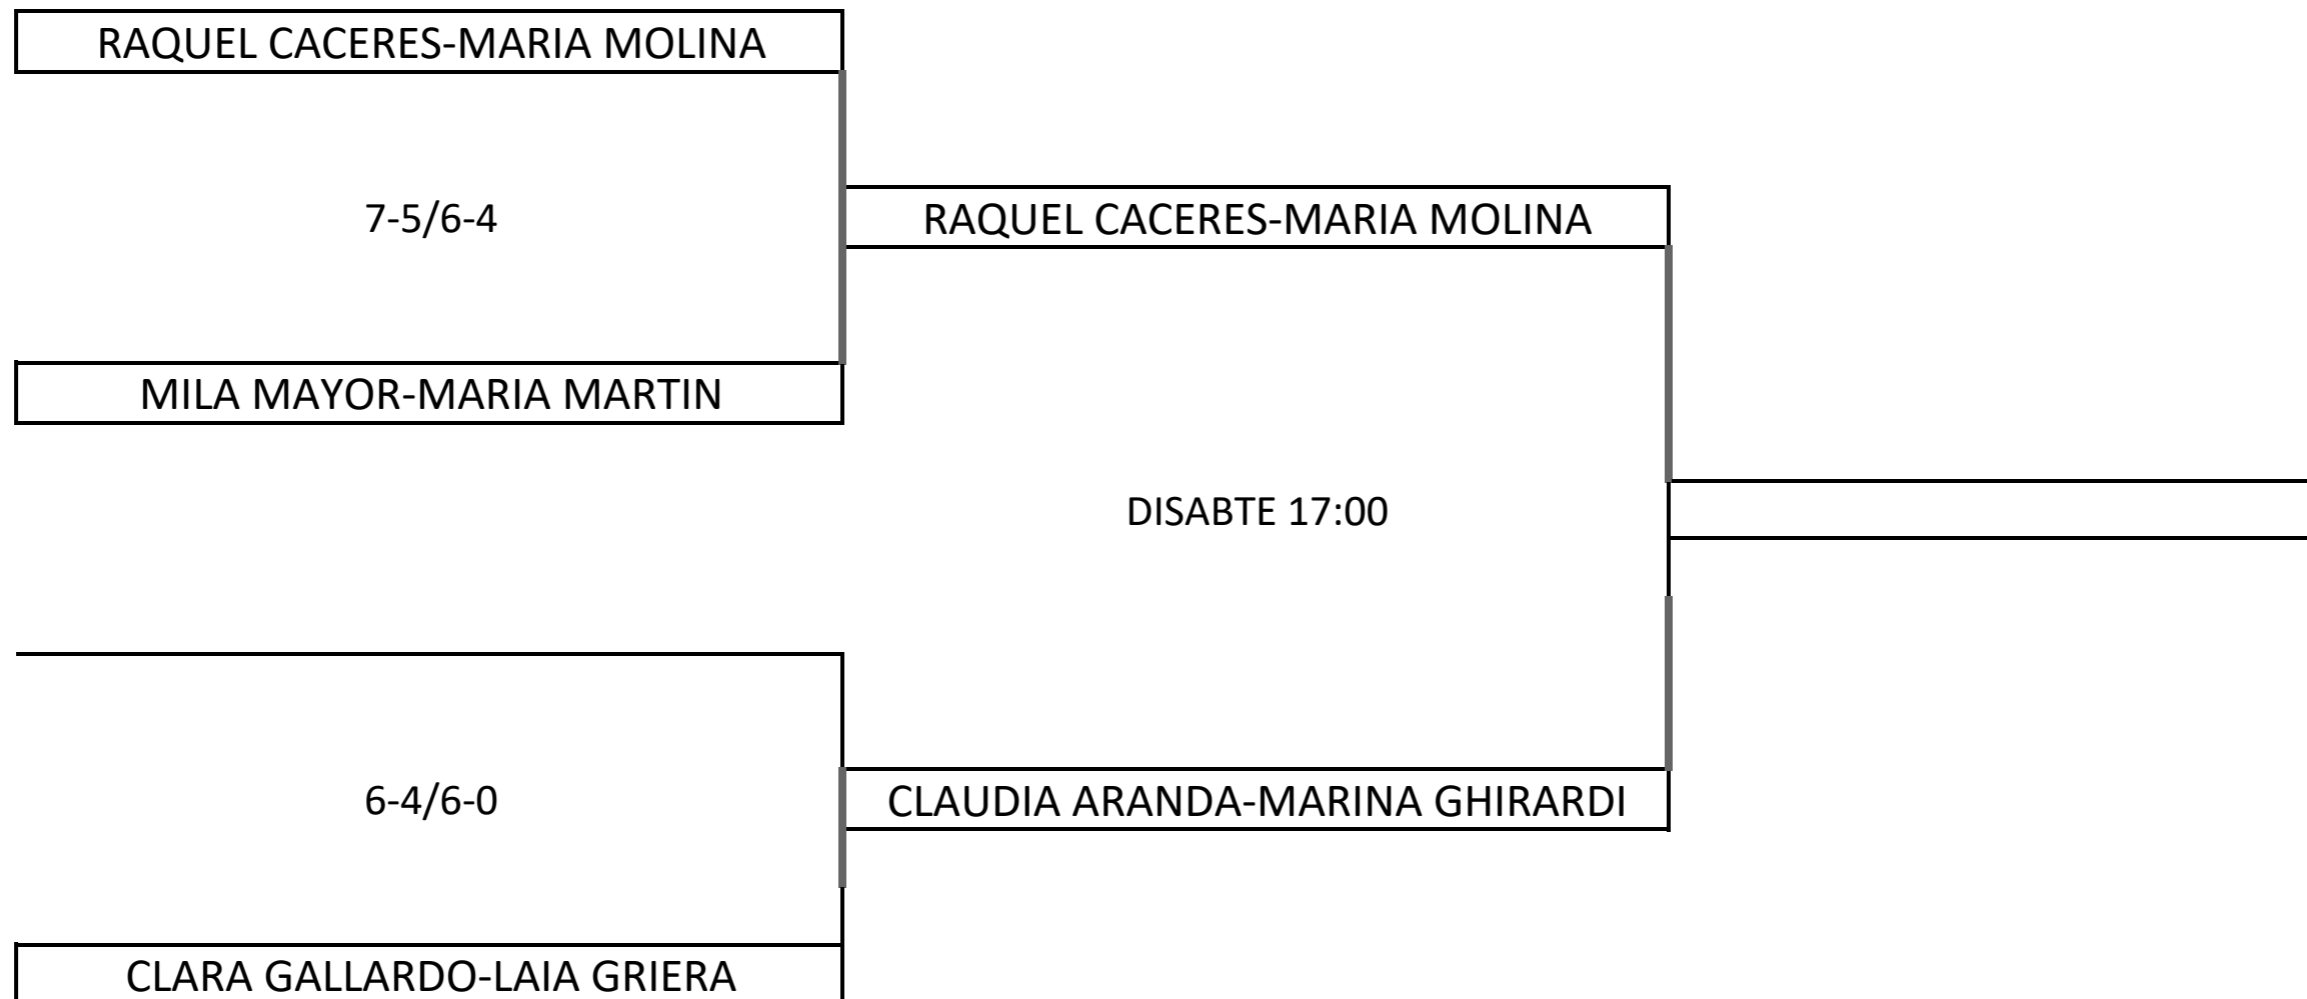 RAQUEL CACERES-MARIA MOLINA
7-5/6-4
RAQUEL CACERES-MARIA MOLINA
MILA MAYOR-MARIA MARTIN
DISABTE 17:00
6-4/6-0
CLAUDIA ARANDA-MARINA GHIRARDI
CLARA GALLARDO-LAIA GRIERA